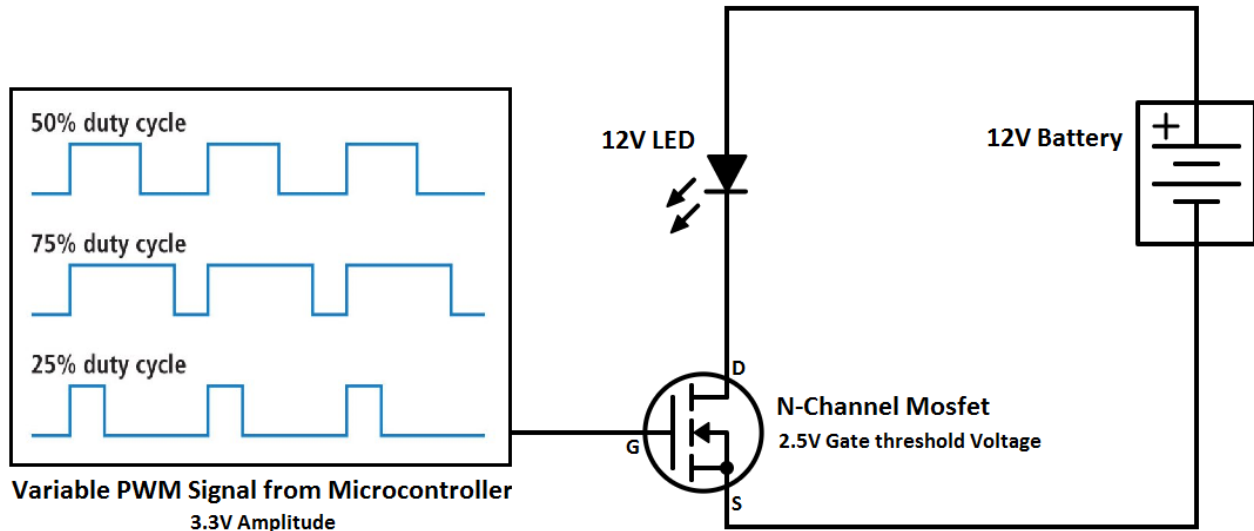 50% duty cycle
75% duty cycle
25% duty cycle
Variable PWM Signal from Microcontroller
3.3V Amplitude
12V LED
12V Battery
+
D
G
S
N-Channel Mosfet
2.5V Gate threshold Voltage